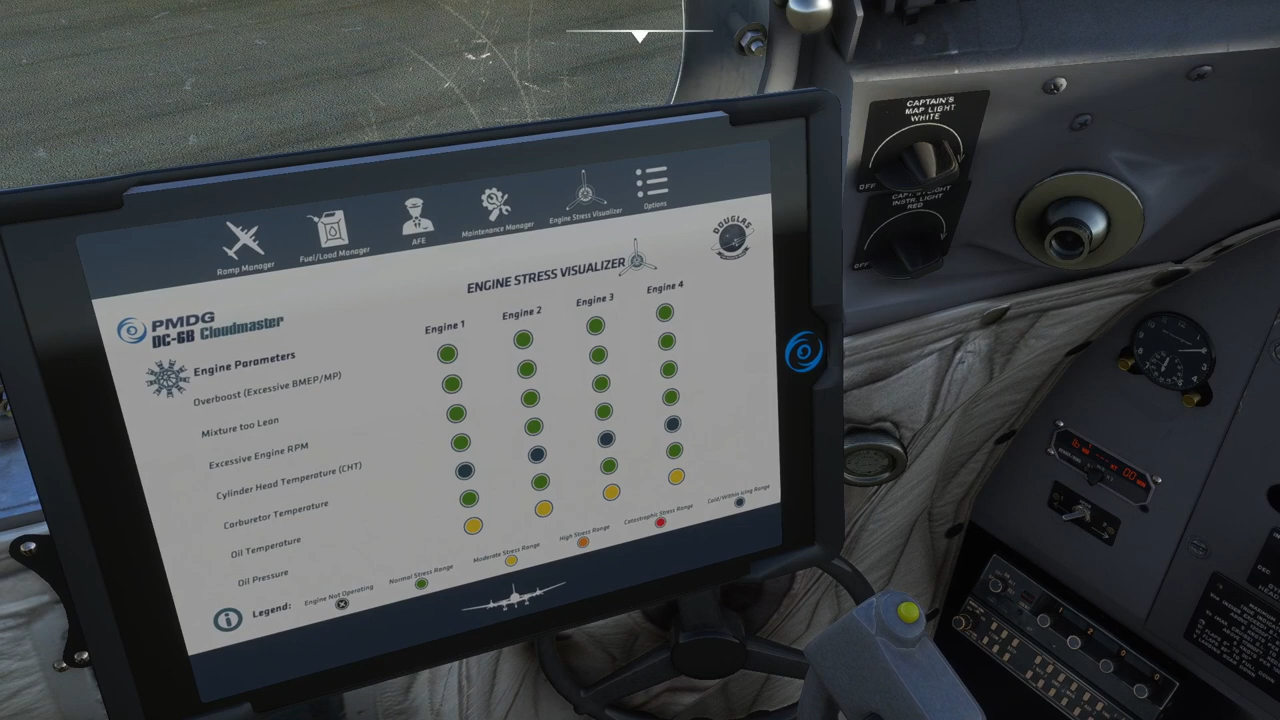 CAPTAIN'S
MAP LIGHT
WHITE
OFF
INSTR. LIGHT
RED
OFF
Ramp Manager
Fuel/Load Manager
AFE
Maintenance Manager
Engine Stress Visualizer
Options
DOUGLAS
ENGINE STRESS VISUALIZER
PMDG
DC-6B Cloudmaster
Engine 1
Engine 2
Engine 3
Engine 4
Engine Parameters
Overboost (Excessive BMEP/MP)
Mixture too Lean
Excessive Engine RPM
Cylinder Head Temperature (CHT)
Carburetor Temperature
Oil Temperature
Oil Pressure
Legend:
Engine Not Operating
Normal Stress Range
Moderate Stress Range
High Stress Range
Catastrophic Stress Range
Cold/Within Icing Range